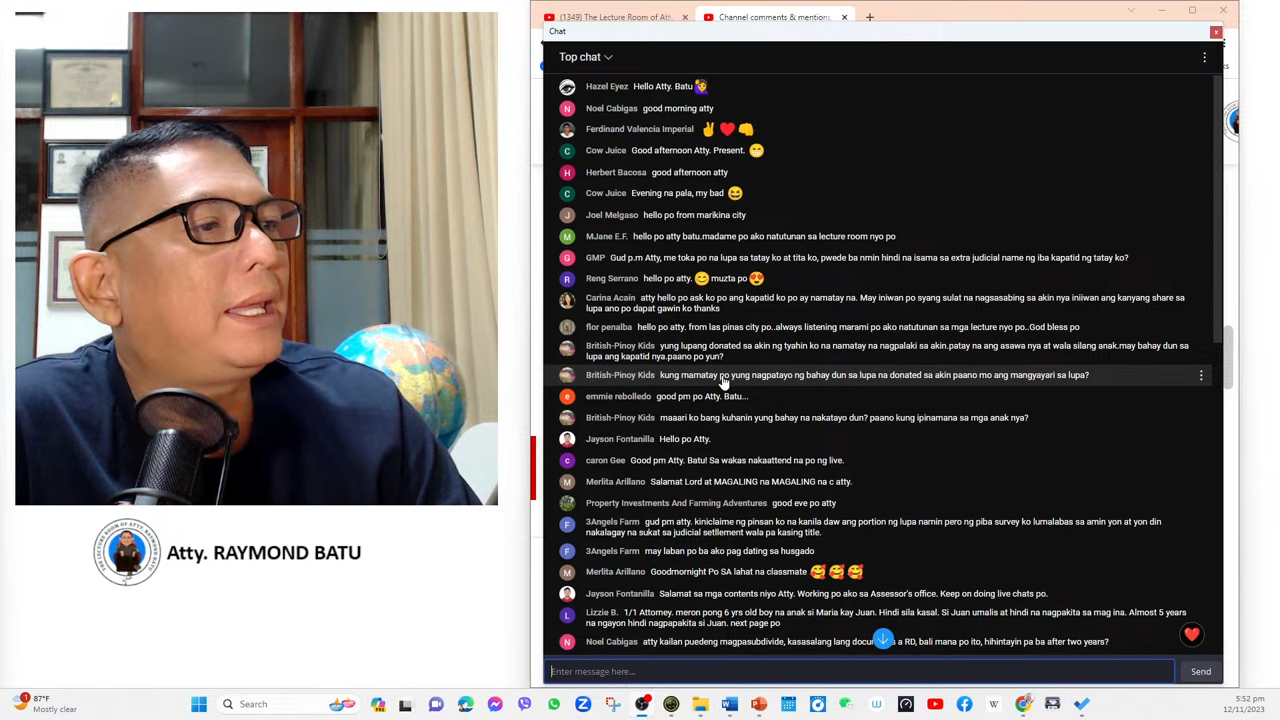 (1349) The Lecture Room of Att
Channel comments & mentions
Chat
Top chat
Hazel Eyez Hello Atty. Batu
Noel Cabigas good morning atty
Ferdinand Valencia Imperial
Cow Juice Good afternoon Atty. Present.
Herbert Bacosa good afternoon atty
Cow Juice Evening na pala, my bad
Joel Melgaso hello po from marikina city
MJane E.F. hello po atty batu.madame po ako natutunan sa lecture room nyo po
GMP Gud p.m Atty, me toka po na lupa sa tatay ko at tita ko, pwede ba nmin hindi na isama sa extra judicial name ng iba kapatid ng tatay ko?
Reng Serrano hello po atty. muzta po
Carina Acain atty hello po ask ko po ang kapatid ko po ay namatay na. May iniwan po syang sulat na nagsasabing sa akin nya iniiwan ang kanyang share sa
lupa ano po dapat gawin ko thanks
flor penalba hello po atty. from las pinas city po..always listening marami po ako natutunan sa mga lecture nyo po..God bless po
British-Pinoy Kids yung lupang donated sa akin ng tyahin ko na namatay na nagpalaki sa akin.patay na ang asawa nya at wala silang anak.may bahay dun sa
lupa ang kapatid nya.paano po yun?
British-Pinoy Kids kung mamatay po yung nagpatayo ng bahay dun sa lupa na donated sa akin paano mo ang mangyayari sa lupa?
emmie rebolledo good pm po Atty. Batu...
British-Pinoy Kids maaari ko bang kuhanin yung bahay na nakatayo dun? paano kung ipinamana sa mga anak nya?
Jayson Fontanilla Hello po Atty.
caron Gee Good pm Atty. Batu! Sa wakas nakaattend na po ng live.
Merlita Arillano Salamat Lord at MAGALING na MAGALING na c atty.
Property Investments And Farming Adventures good eve po atty
3Angels Farm gud pm atty. kiniclaime ng pinsan ko na kanila daw ang portion ng lupa namin pero ng piba survey ko lumalabas sa amin yon at yon din
nakalagay na sukat sa judicial setllement wala pa kasing title.
3Angels Farm may laban po ba ako pag dating sa husgado
Merlita Arillano Goodmornight Po SA lahat na classmate
Jayson Fontanilla Salamat sa mga contents niyo Atty. Working po ako sa Assessor's office. Keep on doing live chats po.
Lizzie B. 1/1 Attorney. meron pong 6 yrs old boy na anak si Maria kay Juan. Hindi sila kasal. Si Juan umalis at hindi na nagpakita sa mag ina. Almost 5 years
na ngayon hindi nagpapakita si Juan. next page po
Noel Cabigas atty kailan puedeng magpasubdivide, kasasalang lang a RD, bali mana po ito, hihintayin pa ba after two years?
Enter message here...
Send
Atty. RAYMOND BATU
87°F
Mostly clear
Search
5:52 pm
12/11/2023